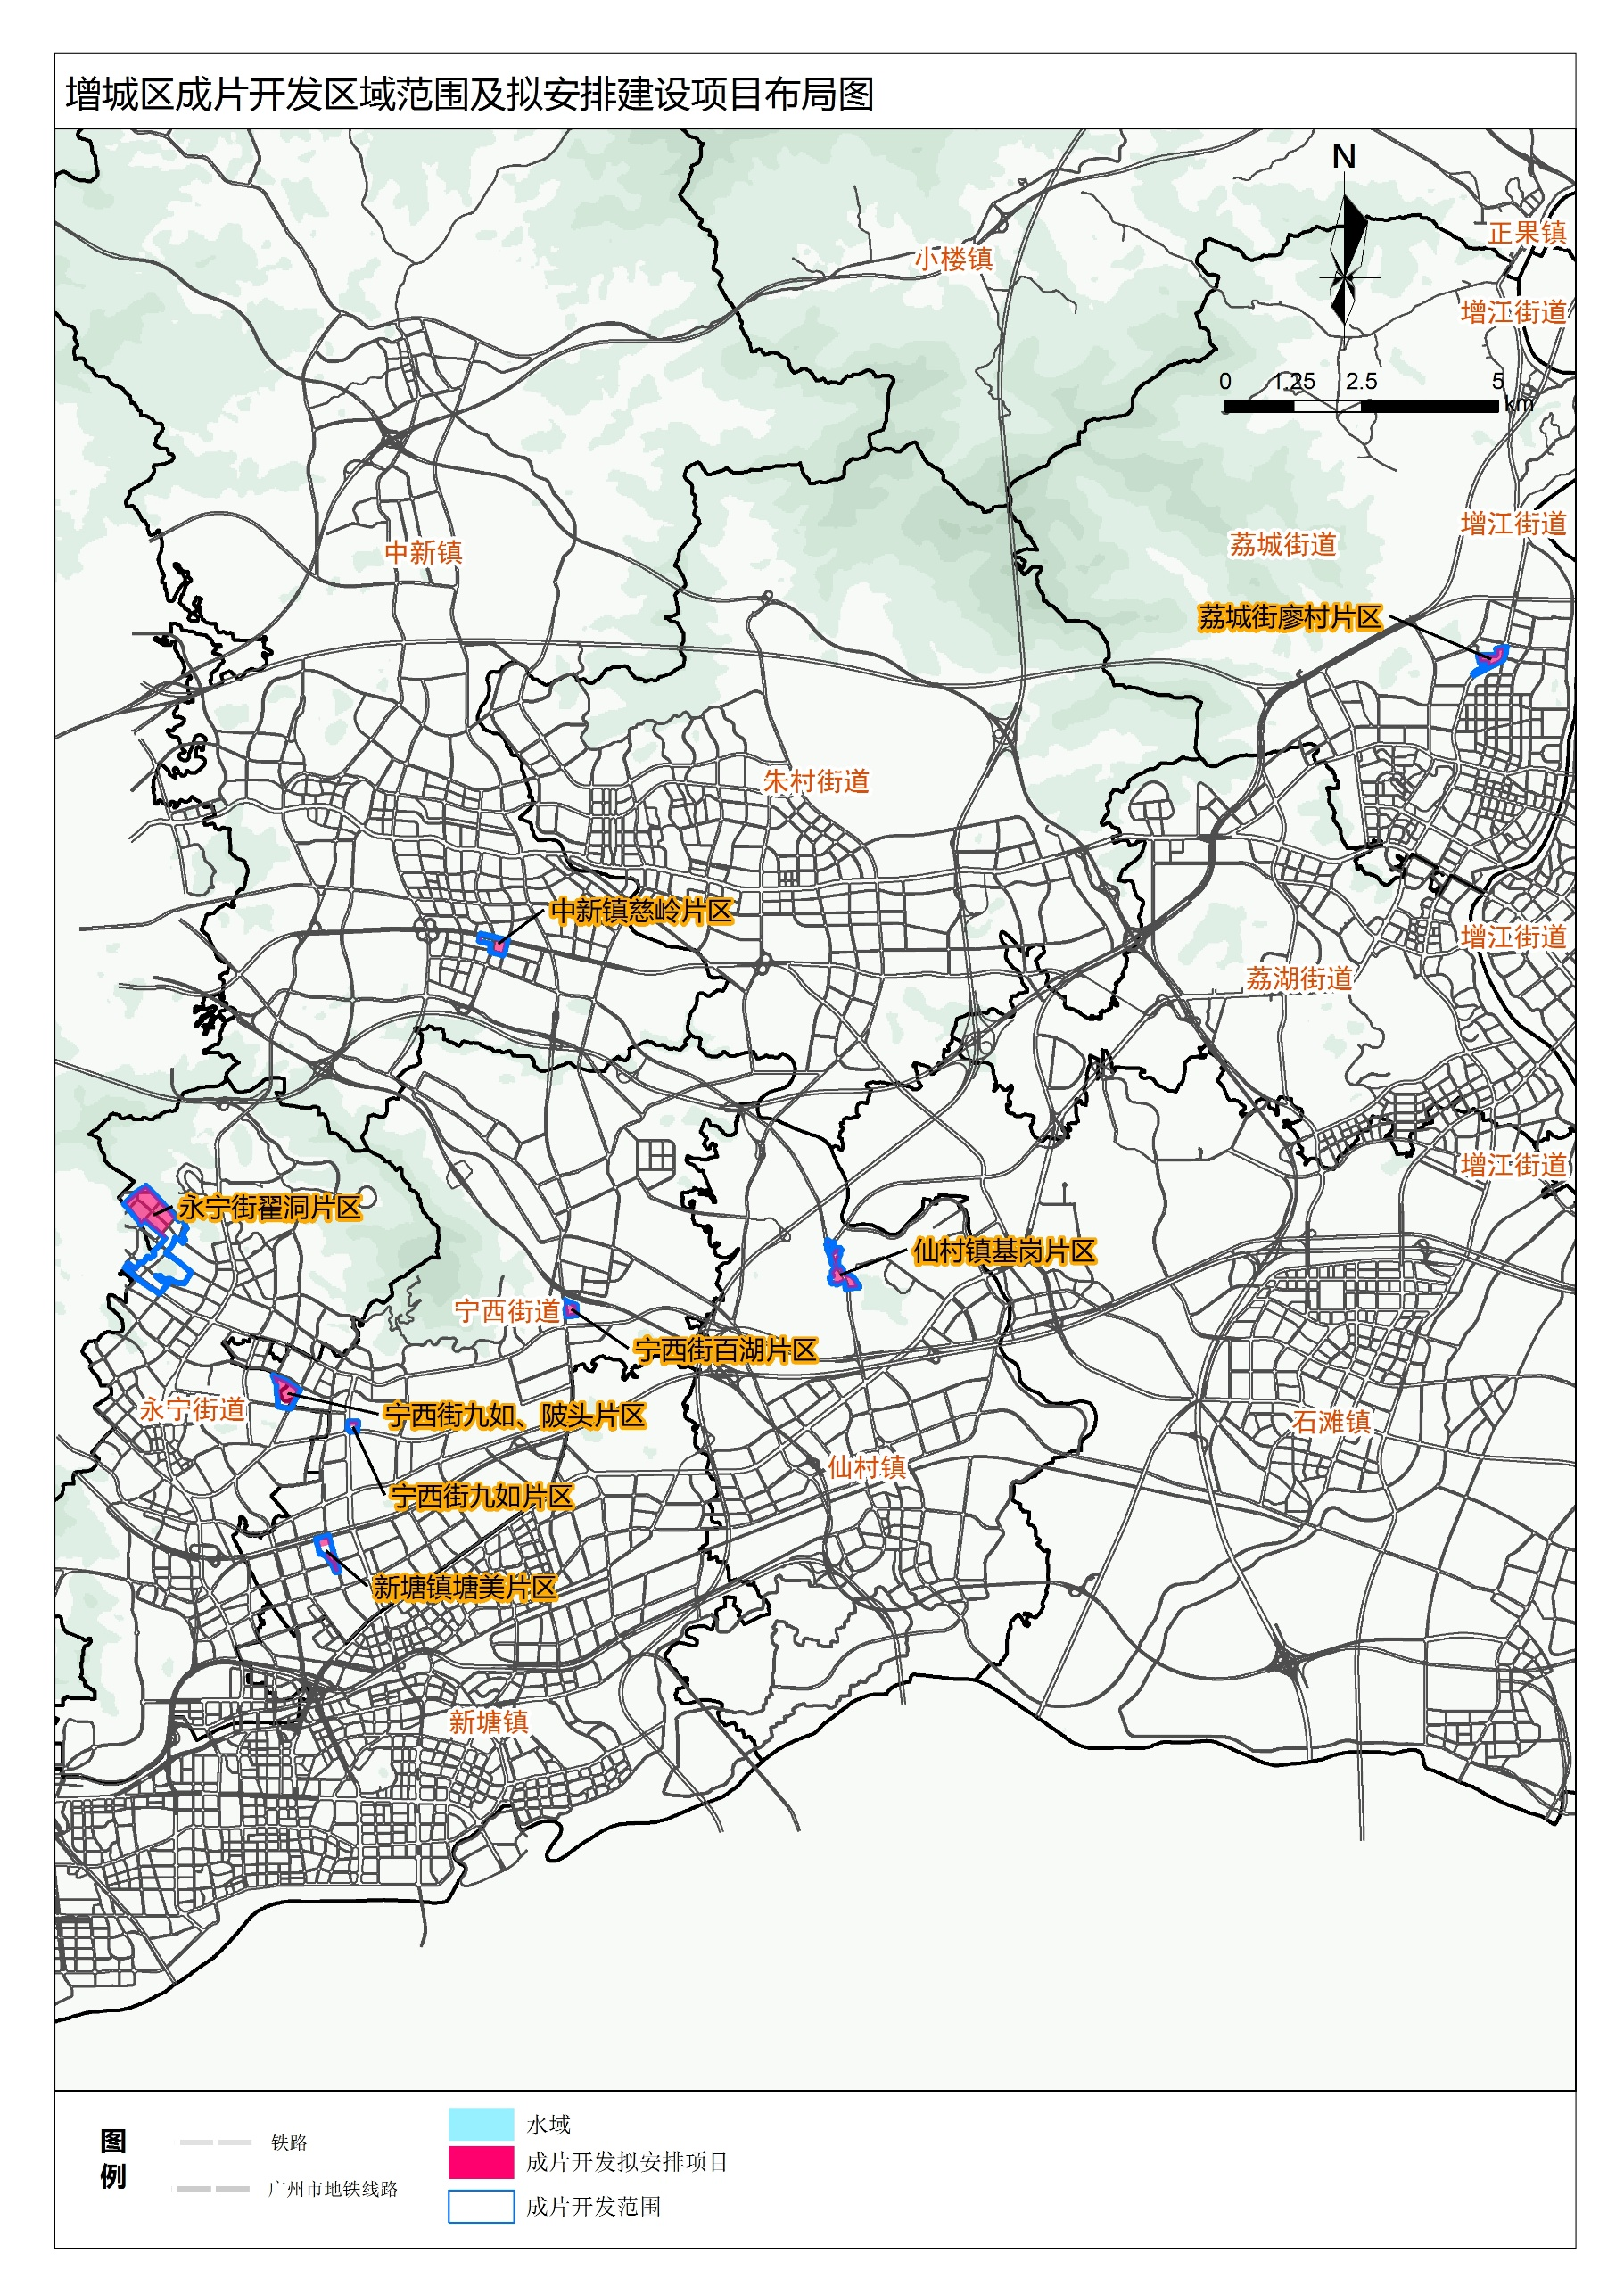 增城区成片开发区域范围及拟安排建设项目布局图
N
正果镇
小楼镇
增江街道
0 1.25 2.5 5
km
增江街道
荔城街道
中新镇
荔城街廖村片区
朱村街道
中新镇慈岭片区
增江街道
荔湖街道
增江街道
永宁街翟洞片区
仙村镇基岗片区
宁西街道
宁西街百湖片区
永宁街道
宁西街九如、陂头片区
石滩镇
仙村镇
宁西街九如片区
新塘镇塘美片区
新塘镇
图
例
铁路
广州市地铁线路
水域
成片开发拟安排项目
成片开发范围